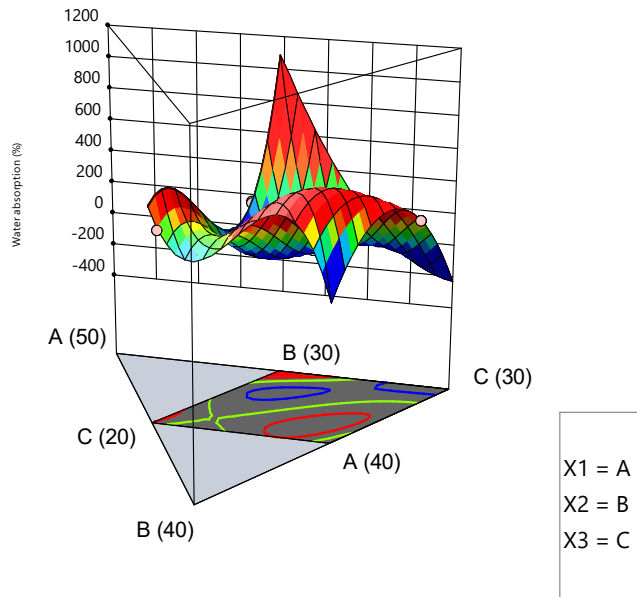 1200
1000
800
600
400
200
0
-200
-400
Water absorption (%)
A (50)
B (30)
C (30)
C (20)
A (40)
B (40)
X1 = A
X2 = B
X3 = C